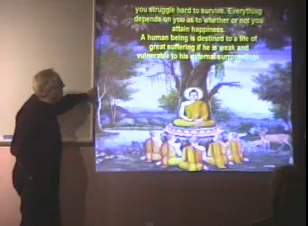 you struggle hard to survive. Everything
depends on you as to whether or not you
attain happiness.
A human being is destined to a life of
great suffering if he is weak and
vulnerable to his external surroundings